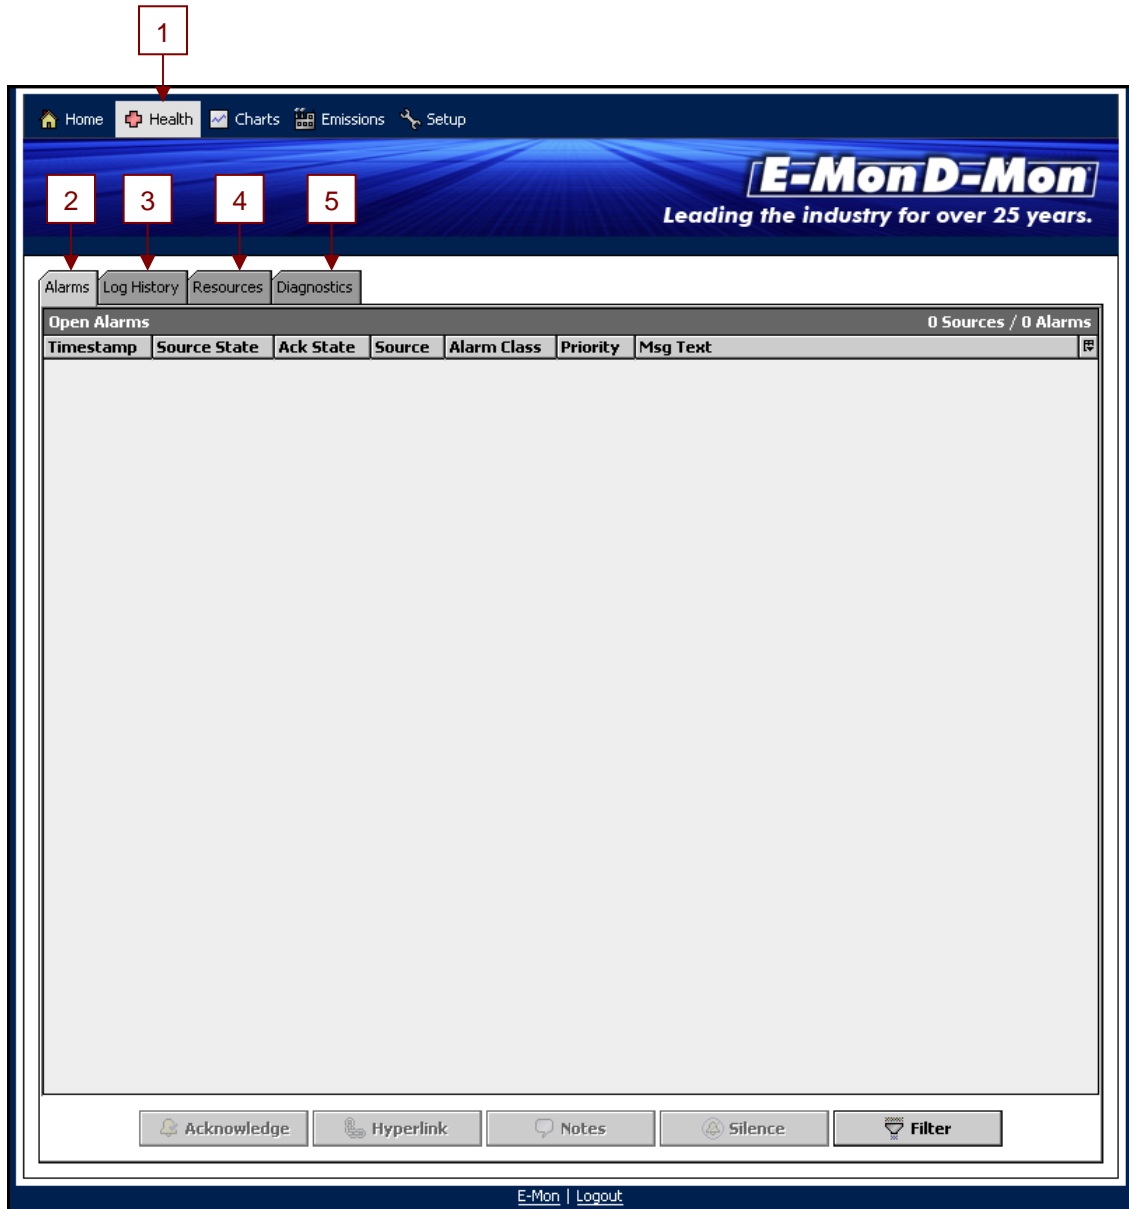 1
Home Health Charts Emissions Setup
E-Mon D-Mon
Leading the industry for over 25 years.
2 3 4 5
Alarms Log History Resources Diagnostics
Open Alarms 0 Sources / 0 Alarms
Timestamp Source State Ack State Source Alarm Class Priority Msg Text
Acknowledge Hyperlink Notes Silence Filter
E-Mon | Logout